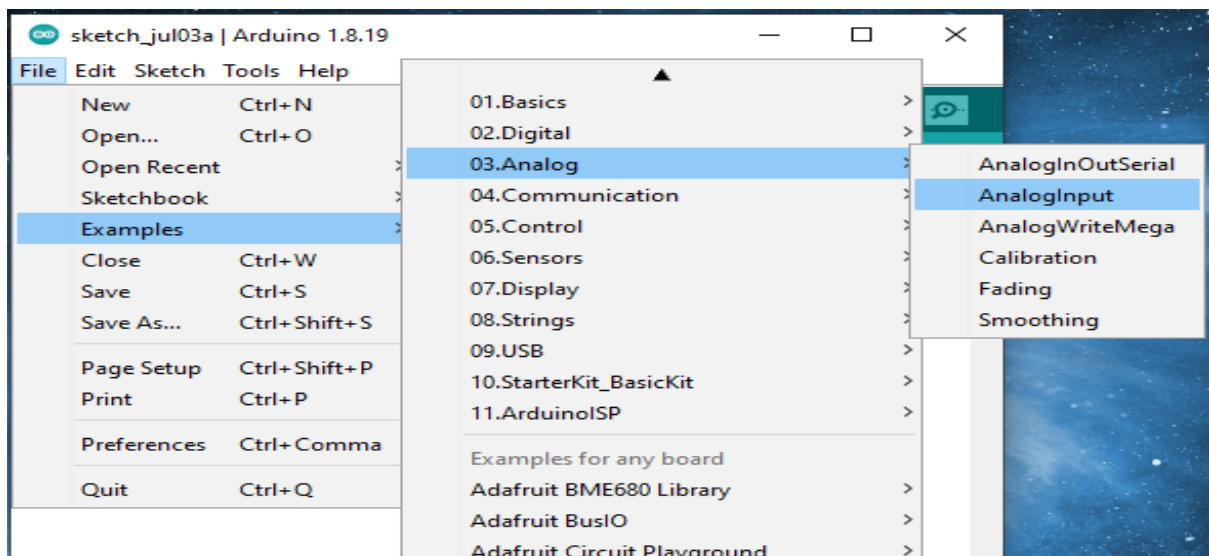 sketch_jul03a | Arduino 1.8.19
File Edit Sketch Tools Help
New Ctrl+N
Open... Ctrl+O
Open Recent
Sketchbook
Examples
Close Ctrl+W
Save Ctrl+S
Save As... Ctrl+Shift+S
Page Setup Ctrl+Shift+P
Print Ctrl+P
Preferences Ctrl+Comma
Quit Ctrl+Q
01.Basics
02.Digital
03.Analog
04.Communication
05.Control
06.Sensors
07.Display
08.Strings
09.USB
10.StarterKit_BasicKit
11.ArduinoISP
Examples for any board
Adafruit BME680 Library
Adafruit BusIO
Adafruit Circuit Playground
AnalogInOutSerial
AnalogInput
AnalogWriteMega
Calibration
Fading
Smoothing